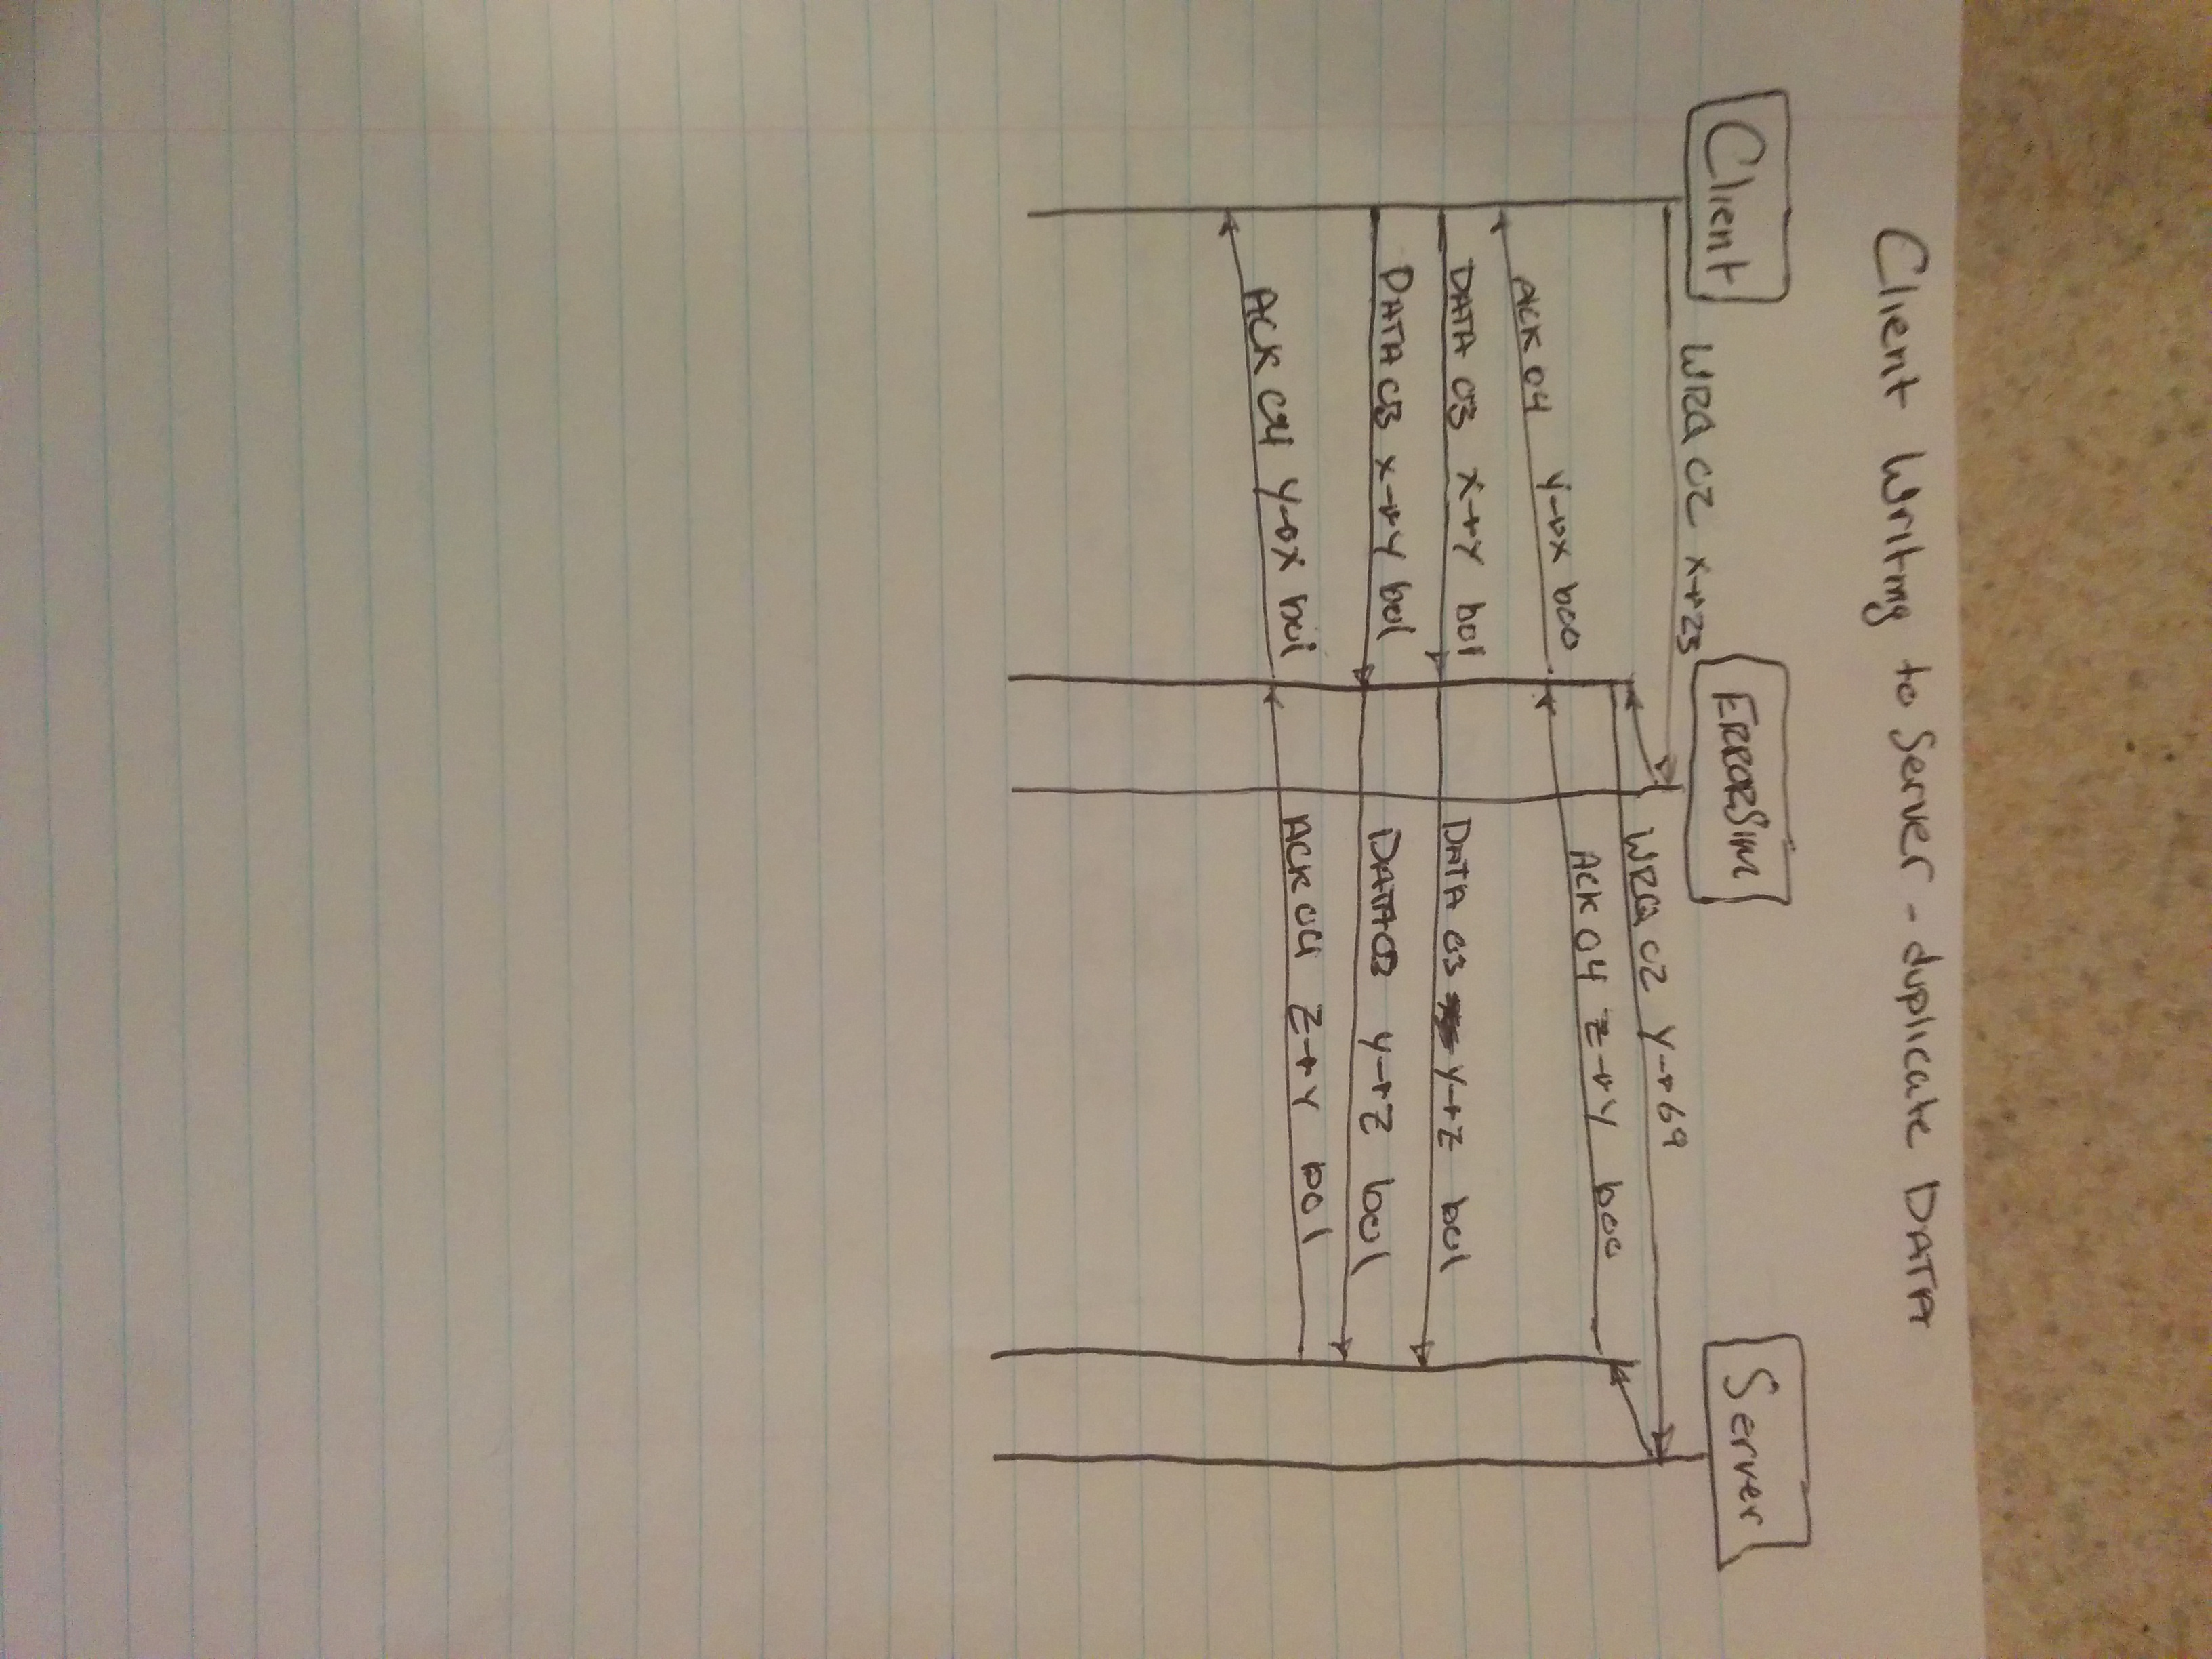 Client Writing to Server - duplicate DATA
Client
ERRORSIM
Server
WRQ 02 X→23
WRQ 02 Y→69
ACK 04 Y→X b00
ACK 04 Z→Y b00
DATA 03 X→Y b01
DATA 03 Y→Z b01
DATA 03 X→Y b01
DATA 03 Y→Z b01
ACK 04 Y→X b01
ACK 04 Z→Y b01